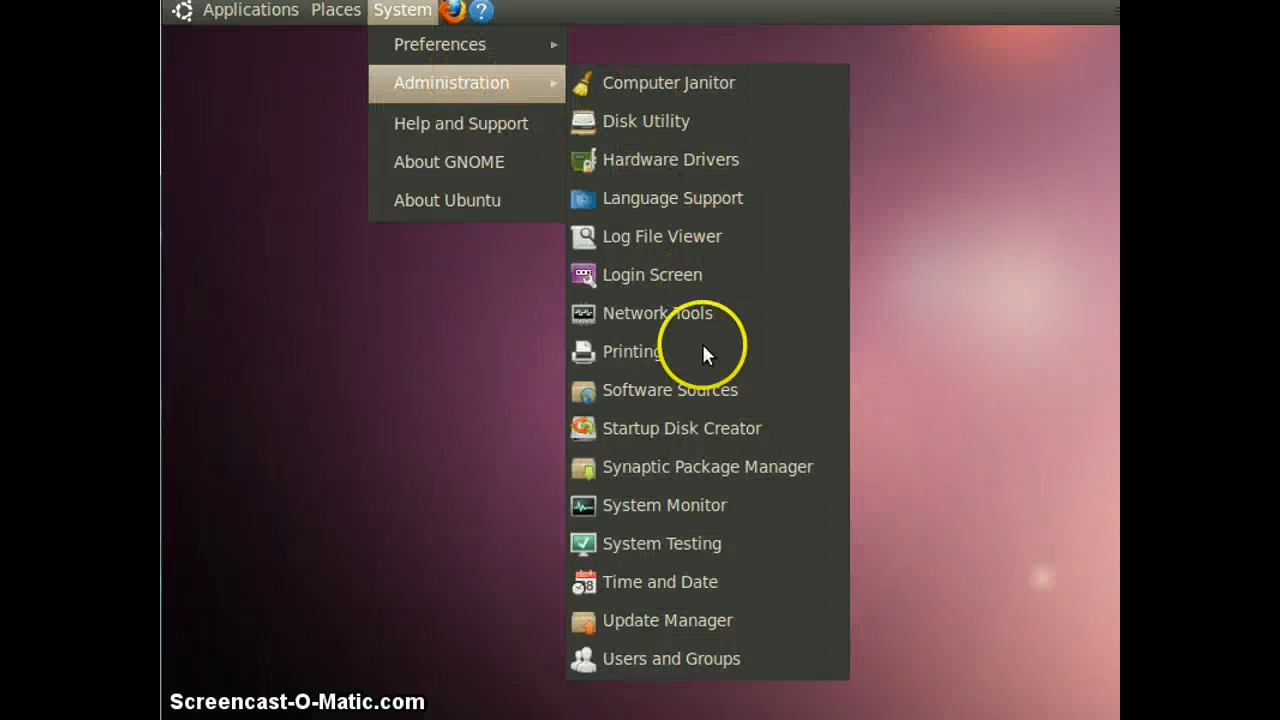 Applications Places System
Preferences
Administration
Help and Support
About GNOME
About Ubuntu
Computer Janitor
Disk Utility
Hardware Drivers
Language Support
Log File Viewer
Login Screen
Network Tools
Printing
Software Sources
Startup Disk Creator
Synaptic Package Manager
System Monitor
System Testing
Time and Date
Update Manager
Users and Groups
Screencast-O-Matic.com